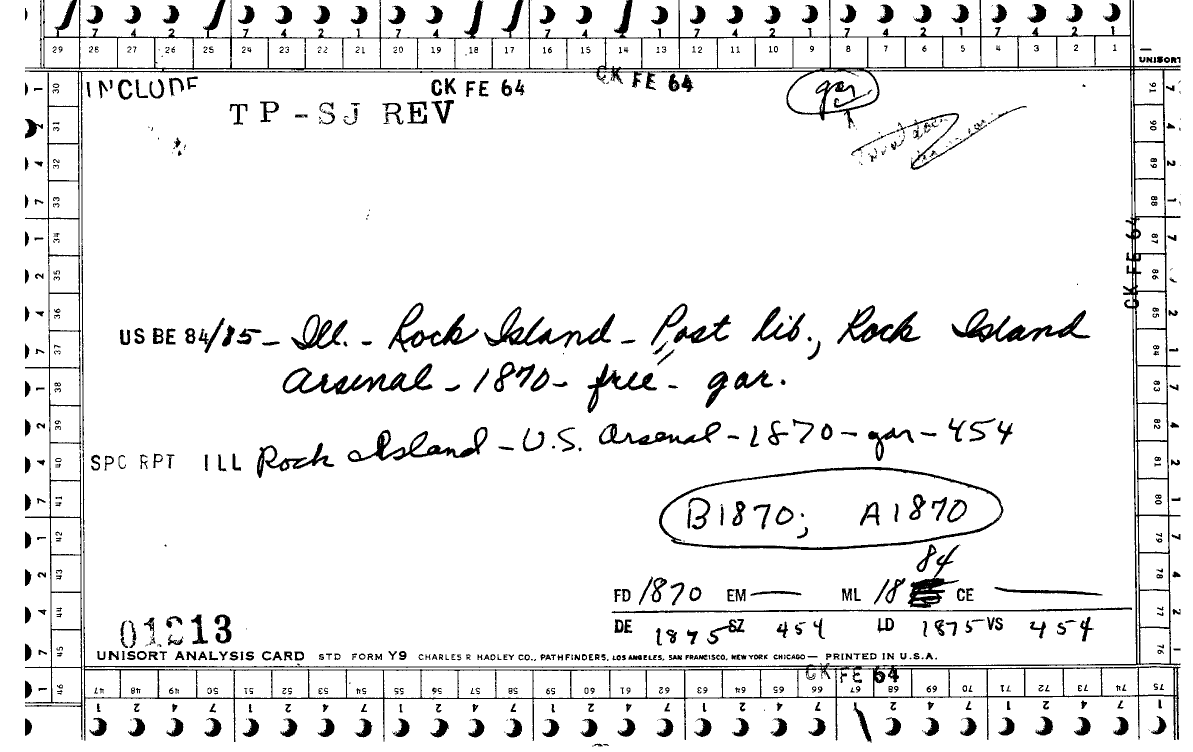 7 4 2 1 7 4 2 1 7 4 2 1 7 4 2 1 7 4 2 1 7 4 2 1
29 28 27 26 25 24 23 22 21 20 19 18 17 16 15 14 13 12 11 10 9 8 7 6 5 4 3 2 1
UNISORT
INCLUDE CK FE 64 CK FE 64 gar
TP-SJ REV
CK FE 64
US BE 84/85- Ill. - Rock Island - Post lib., Rock Island
Arsenal - 1870 - free - gar.
SPC RPT ILL Rock Island - U.S. Arsenal - 1870 - gar - 454
B1870; A1870
84
FD 1870 EM — ML 18 CE —
DE 1875 SZ 454 LD 1875 VS 454
01213
UNISORT ANALYSIS CARD STD FORM Y9 CHARLES R HADLEY CO., PATHFINDERS, LOS ANGELES, SAN FRANCISCO, NEW YORK CHICAGO — PRINTED IN U.S.A.
CK FE 64
30 31 32 33 34 35 36 37 38 39 40 41 42 43 44 45 46
91 90 89 88 87 86 85 84 83 82 81 80 79 78 77 76 75
47 48 49 50 51 52 53 54 55 56 57 58 59 60 61 62 63 64 65 66 67 68 69 70 71 72 73 74